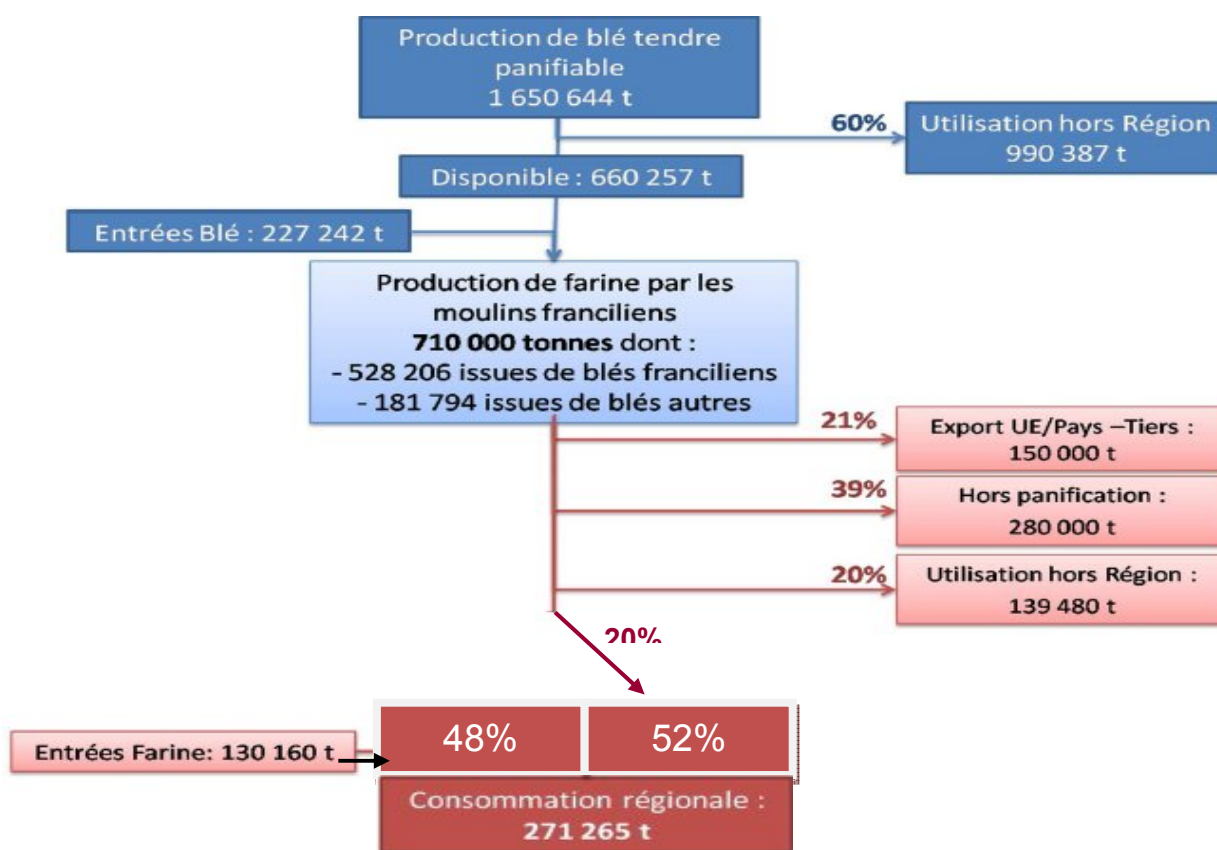 Production de blé tendre
panifiable
1 650 644 t
60%
Utilisation hors Région
990 387 t
Disponible : 660 257 t
Entrées Blé : 227 242 t
Production de farine par les
moulins franciliens
710 000 tonnes dont :
- 528 206 issues de blés franciliens
- 181 794 issues de blés autres
21%
Export UE/Pays –Tiers :
150 000 t
39%
Hors panification :
280 000 t
20%
Utilisation hors Région :
139 480 t
20%
48%
52%
Entrées Farine: 130 160 t
Consommation régionale :
271 265 t